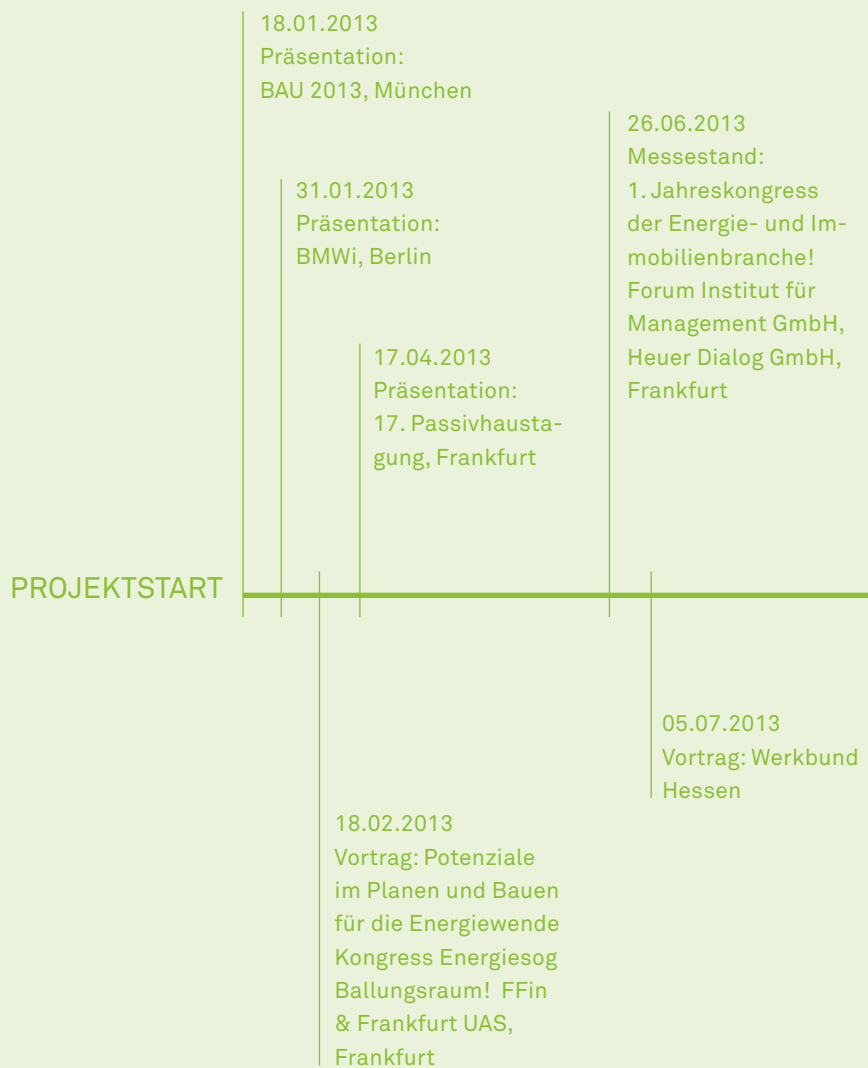 18.01.2013
Präsentation:
BAU 2013, München
31.01.2013
Präsentation:
BMWi, Berlin
17.04.2013
Präsentation:
17. Passivhausta-
gung, Frankfurt
26.06.2013
Messestand:
1. Jahreskongress
der Energie- und Im-
mobilienbranche!
Forum Institut für
Management GmbH,
Heuer Dialog GmbH,
Frankfurt
PROJEKTSTART
18.02.2013
Vortrag: Potenziale
im Planen und Bauen
für die Energiewende
Kongress Energiesog
Ballungsraum! FFin
& Frankfurt UAS,
Frankfurt
05.07.2013
Vortrag: Werkbund
Hessen